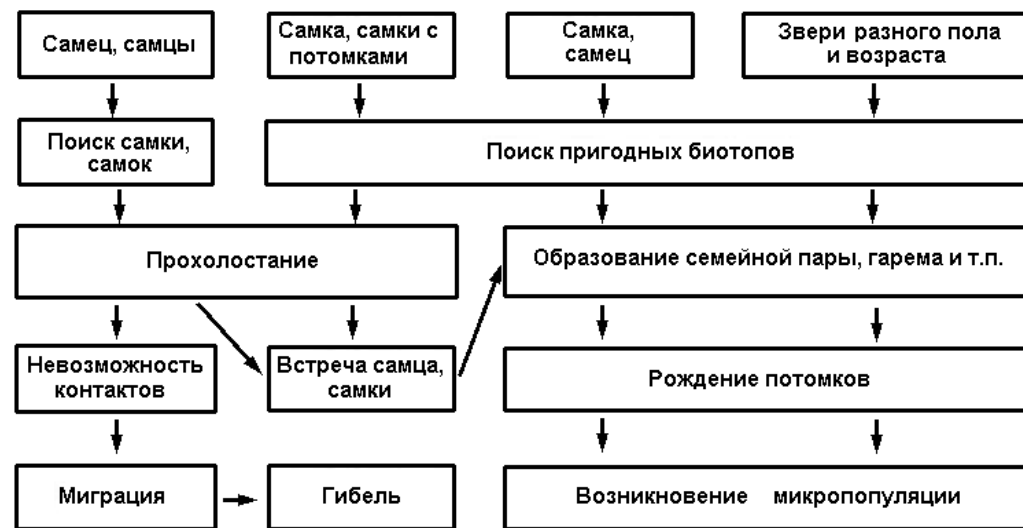 Самец, самцы
Самка, самки с
потомками
Самка,
самец
Звери разного пола
и возраста
Поиск самки,
самок
Поиск пригодных биотопов
Прохолостание
Образование семейной пары, гарема и т.п.
Невозможность
контактов
Встреча самца,
самки
Рождение потомков
Миграция
Гибель
Возникновение микропопуляции